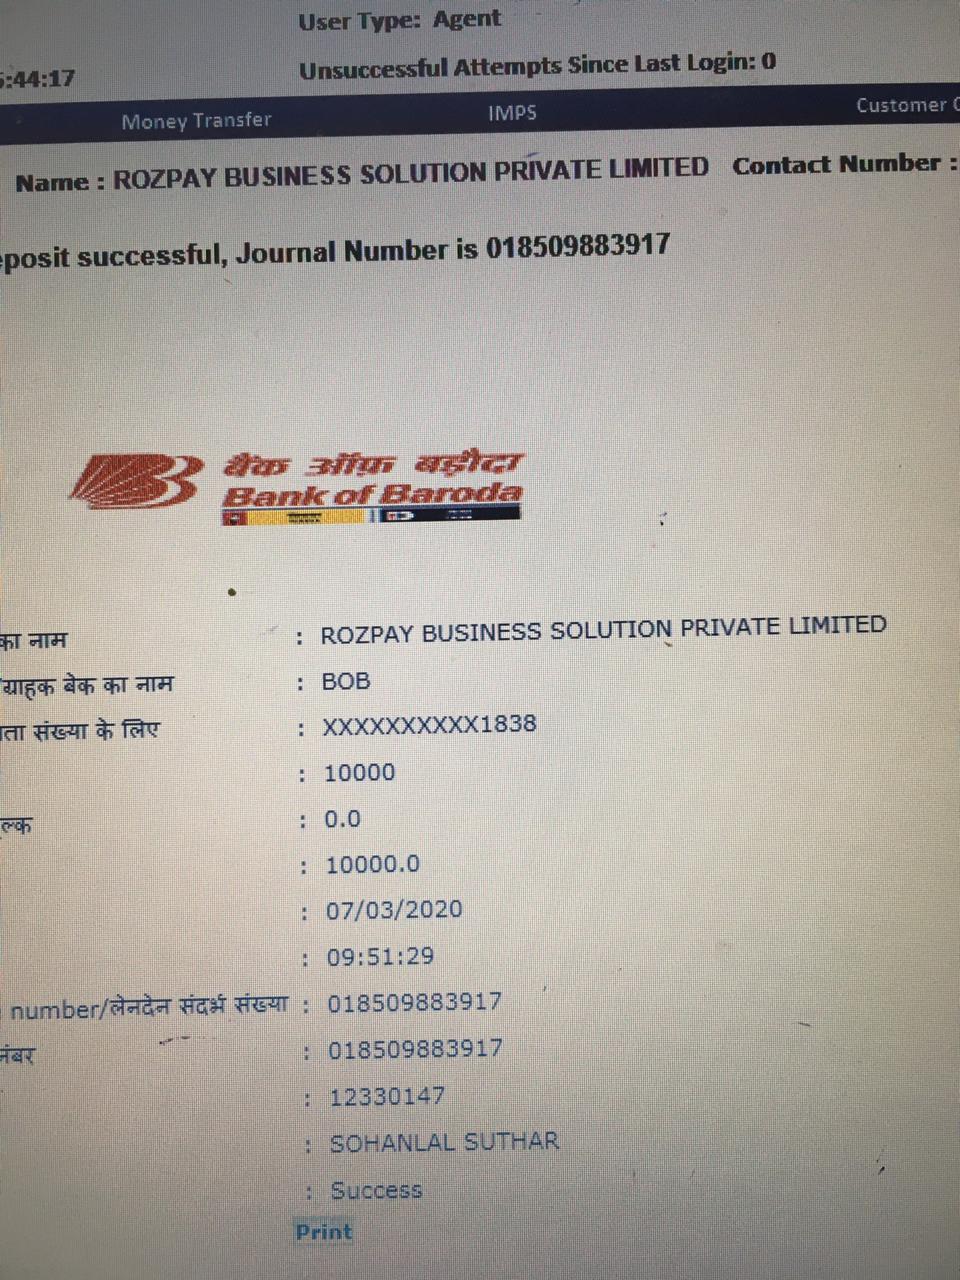 User Type: Agent
:44:17
Unsuccessful Attempts Since Last Login: 0
Money Transfer IMPS Customer
Name : ROZPAY BUSINESS SOLUTION PRIVATE LIMITED Contact Number :
posit successful, Journal Number is 018509883917
बैंक ऑफ़ बड़ौदा
Bank of Baroda
का नाम : ROZPAY BUSINESS SOLUTION PRIVATE LIMITED
ग्राहक बेक का नाम : BOB
ता संख्या के लिए : XXXXXXXXXX1838
: 10000
ल्क : 0.0
: 10000.0
: 07/03/2020
: 09:51:29
number/लेनदेन संदर्भ संख्या : 018509883917
नंबर : 018509883917
: 12330147
: SOHANLAL SUTHAR
: Success
Print